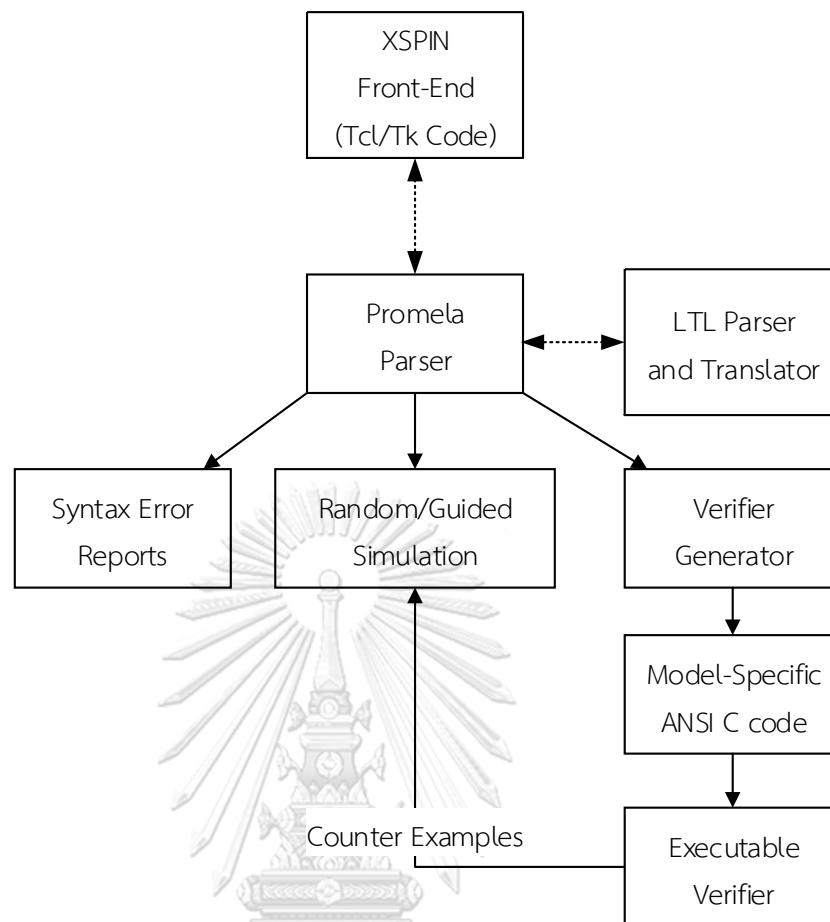 XSPIN
Front-End
(Tcl/Tk Code)
Promela
Parser
LTL Parser
and Translator
Syntax Error
Reports
Random/Guided
Simulation
Verifier
Generator
Model-Specific
ANSI C code
Counter Examples
Executable
Verifier